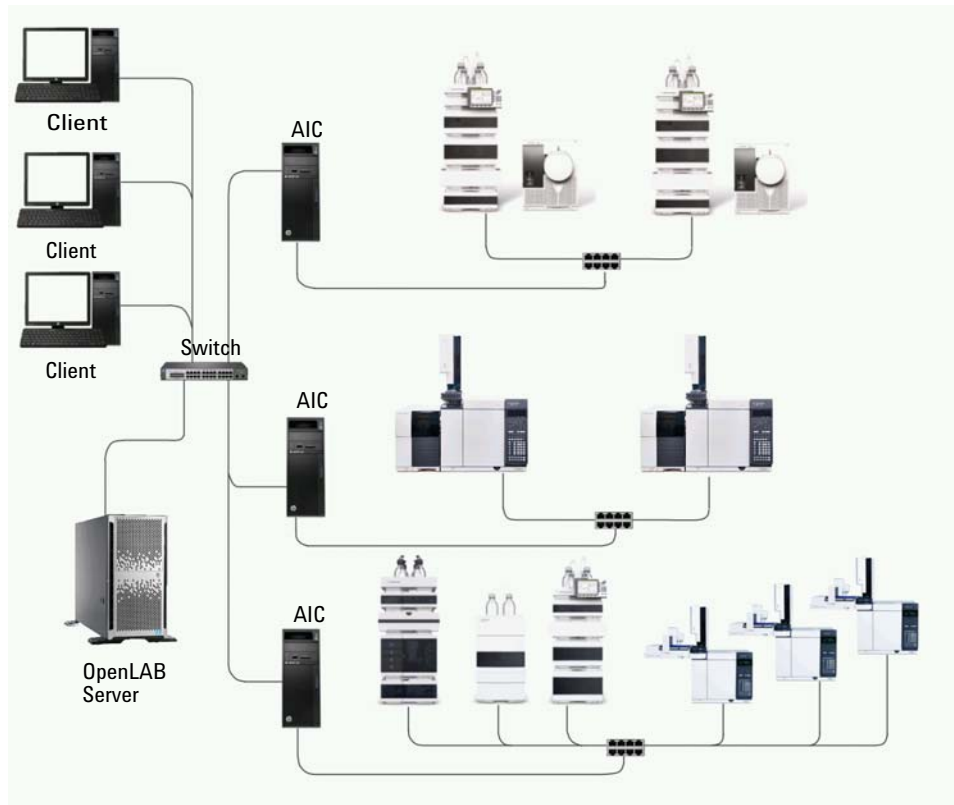 Client
AIC
Client
Client
Switch
AIC
AIC
OpenLAB
Server